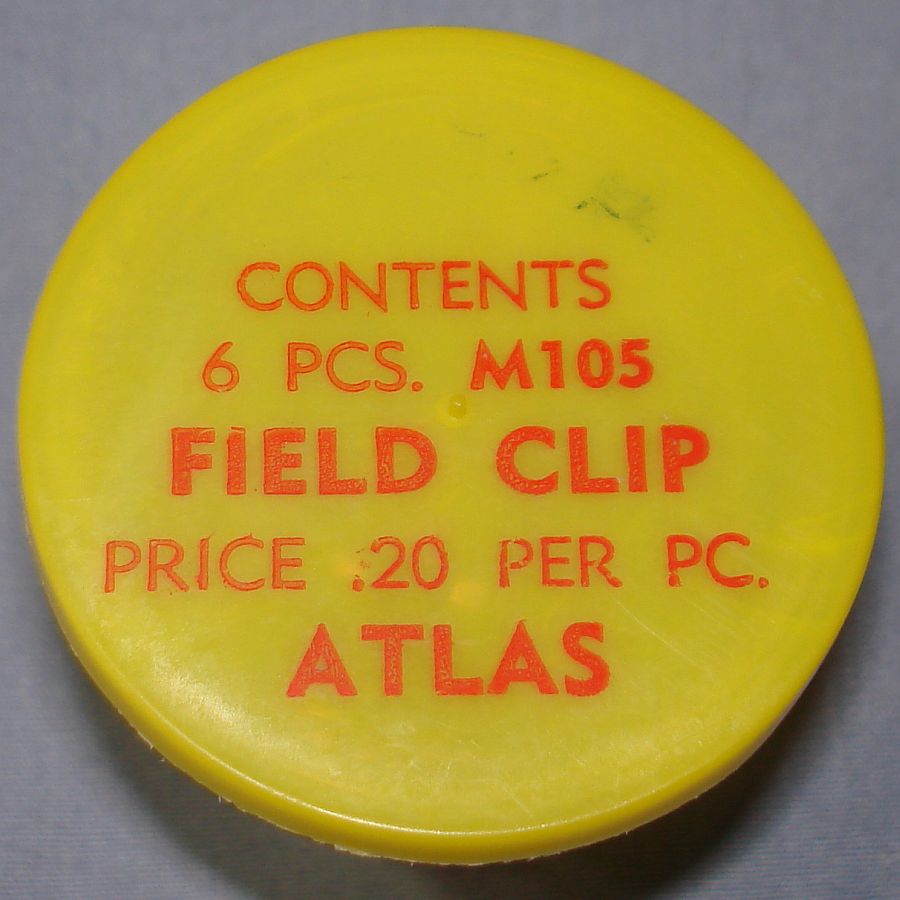 CONTENTS
6 PCS. M105
FIELD CLIP
PRICE .20 PER PC.
ATLAS